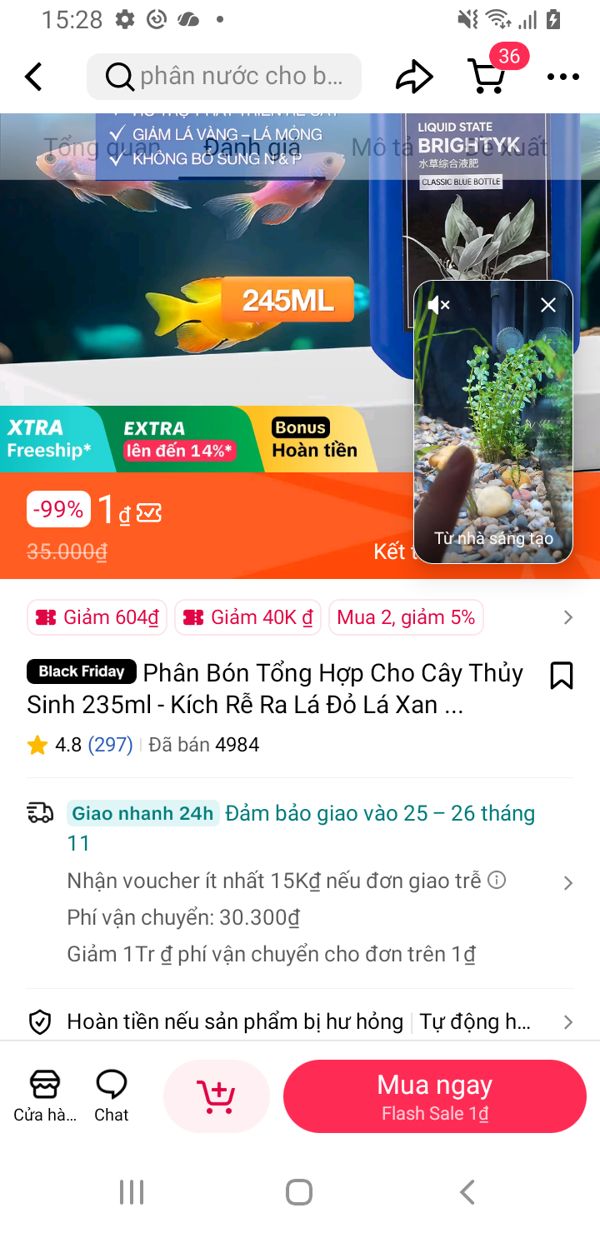 15:28
36
phân nước cho b...
GIẢM LÁ VÀNG – LÁ MỎNG
KHÔNG BỔ SUNG N & P
Tổng quan Đánh giá Mô tả
LIQUID STATE
BRIGHTYK
水草综合液肥
CLASSIC BLUE BOTTLE
245ML
XTRA
Freeship*
EXTRA
lên đến 14%*
Bonus
Hoàn tiền
Từ nhà sáng tạo
-99% 1₫
35.000₫
Kết
Giảm 604₫ Giảm 40K ₫ Mua 2, giảm 5%
Black Friday Phân Bón Tổng Hợp Cho Cây Thủy
Sinh 235ml - Kích Rễ Ra Lá Đỏ Lá Xan ...
4.8 (297) Đã bán 4984
Giao nhanh 24h Đảm bảo giao vào 25 – 26 tháng
11
Nhận voucher ít nhất 15K₫ nếu đơn giao trễ
Phí vận chuyển: 30.300₫
Giảm 1Tr ₫ phí vận chuyển cho đơn trên 1₫
Hoàn tiền nếu sản phẩm bị hư hỏng Tự động h...
Cửa hà...
Chat
Mua ngay
Flash Sale 1₫